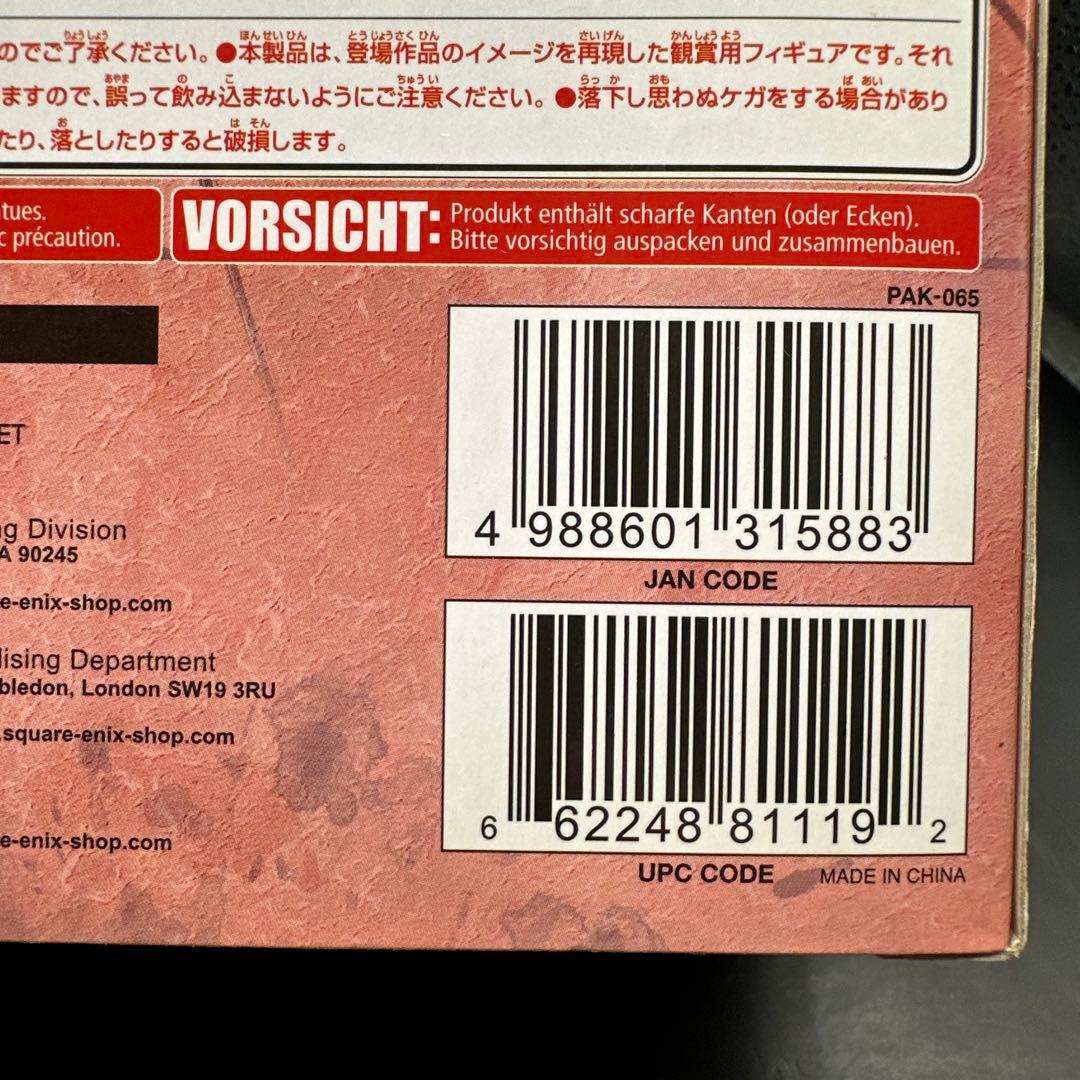 のでご了承ください。●本製品は、登場作品のイメージを再現した観賞用フィギュアです。それ
ますので、誤って飲み込まないようにご注意ください。●落下し思わぬケガをする場合があり
たり、落としたりすると破損します。
tues.
c précaution.
VORSICHT: Produkt enthält scharfe Kanten (oder Ecken).
Bitte vorsichtig auspacken und zusammenbauen.
PAK-065
ET
4 988601 315883
JAN CODE
ng Division
A 90245
e-enix-shop.com
dising Department
bledon, London SW19 3RU
.square-enix-shop.com
e-enix-shop.com
6 62248 81119 2
UPC CODE
MADE IN CHINA